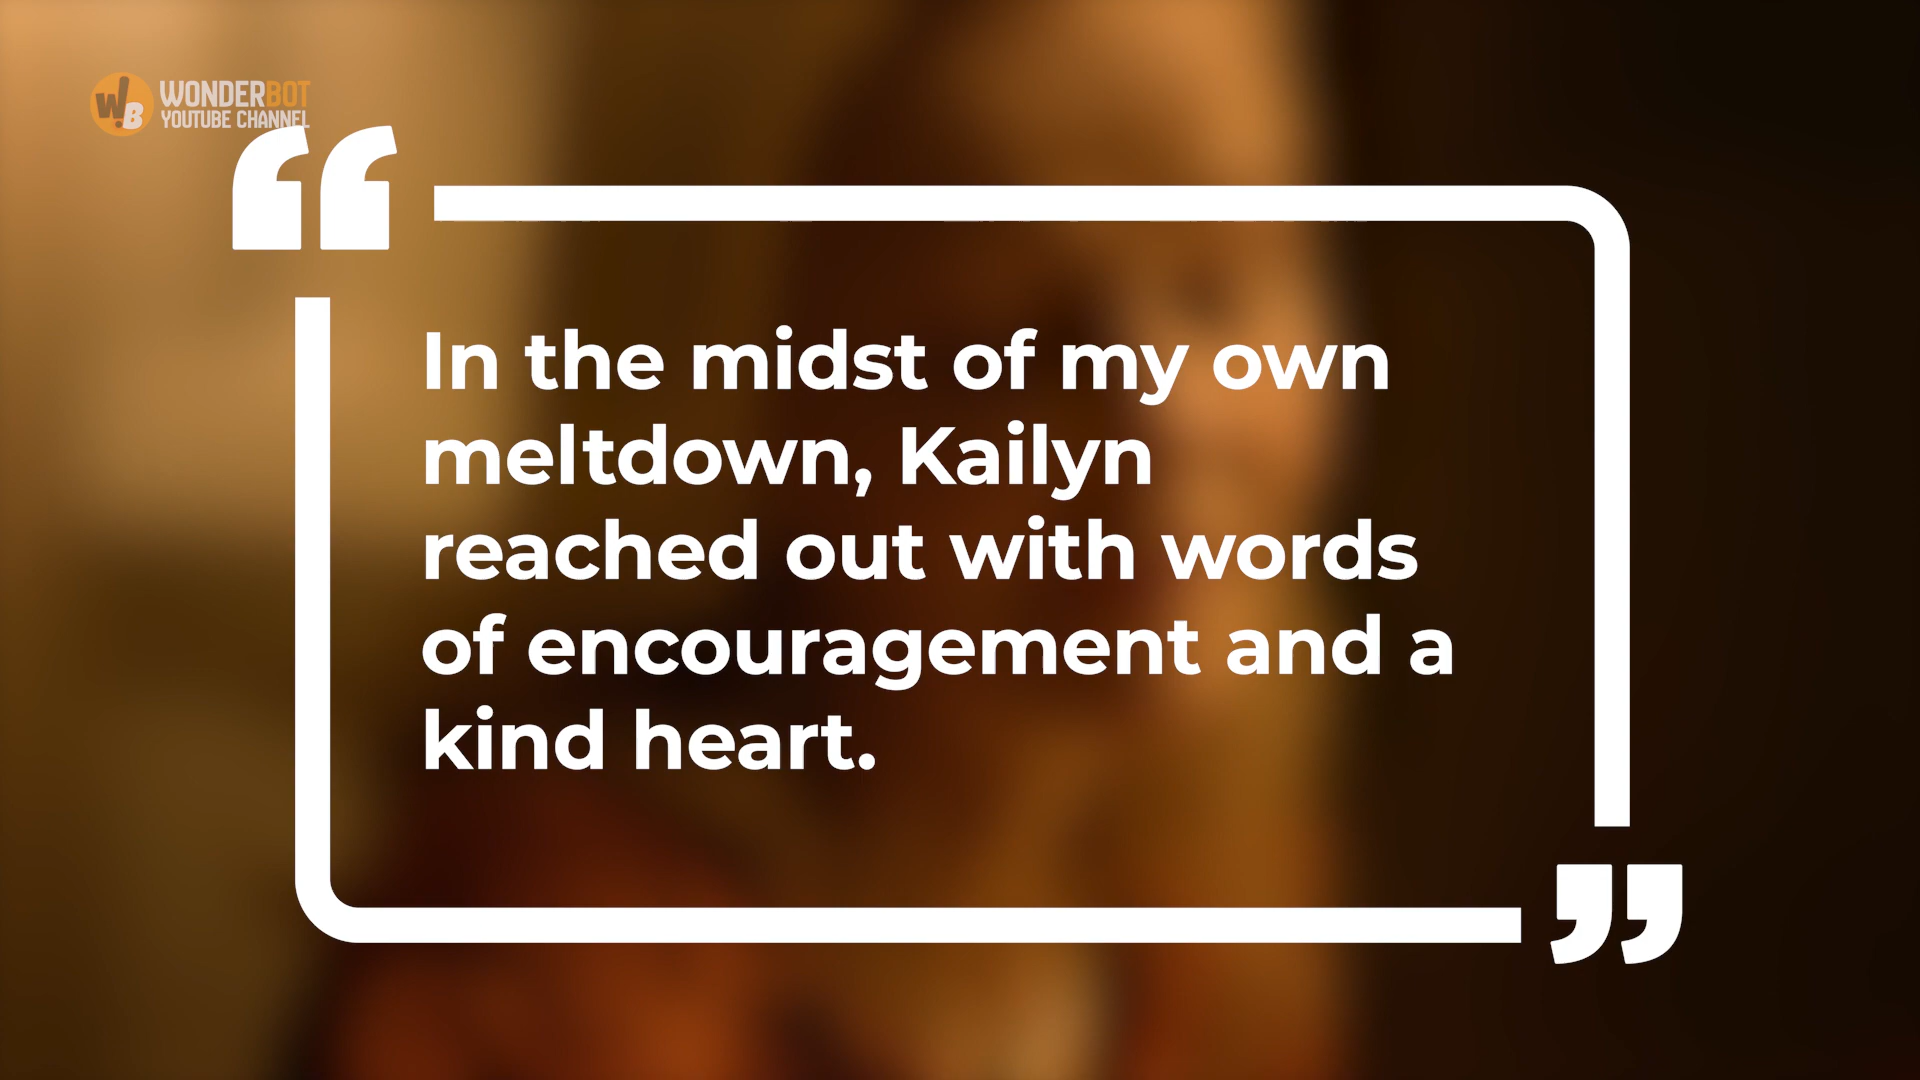 WONDERBOT
YOUTUBE CHANNEL
In the midst of my own
meltdown, Kailyn
reached out with words
of encouragement and a
kind heart.